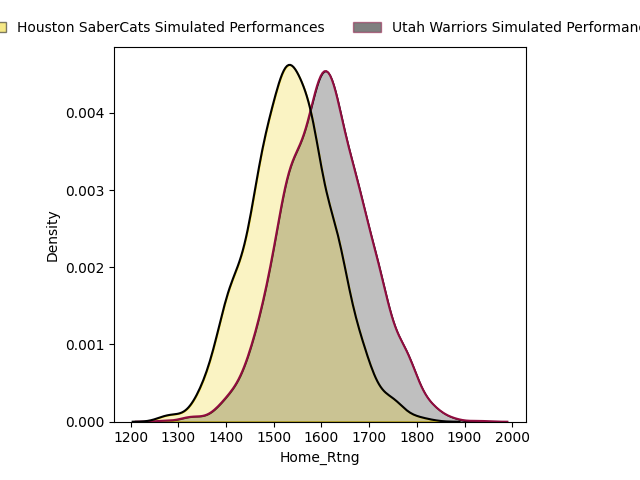 Houston SaberCats Simulated Performances
Utah Warriors Simulated
Density
0.004
0.003
0.002
0.001
0.000
1200 1300 1400 1500 1600 1700 1800 1900 2000
Home_Rtng